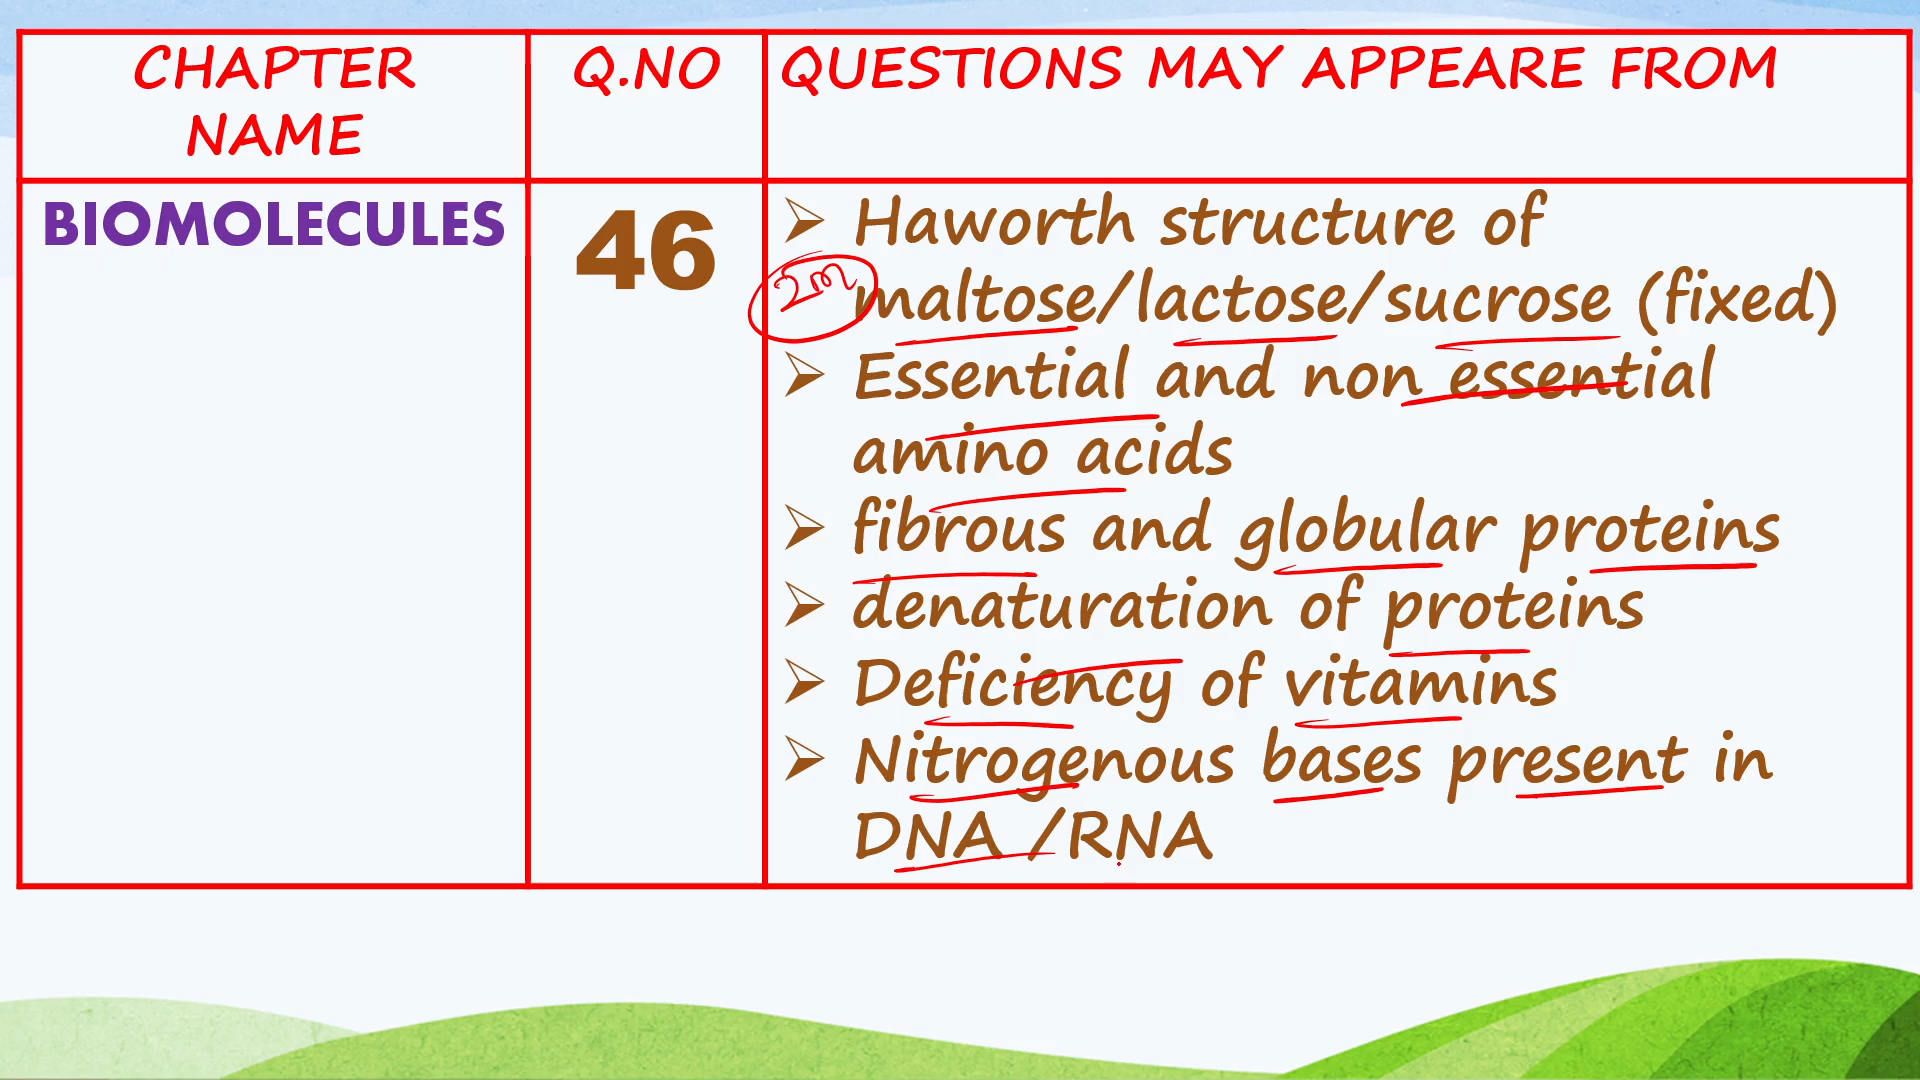 CHAPTER
NAME
Q.NO
QUESTIONS MAY APPEARE FROM
BIOMOLECULES
46
Haworth structure of
maltose/lactose/sucrose (fixed)
2m
Essential and non essential
amino acids
fibrous and globular proteins
denaturation of proteins
Deficiency of vitamins
Nitrogenous bases present in
DNA /RNA